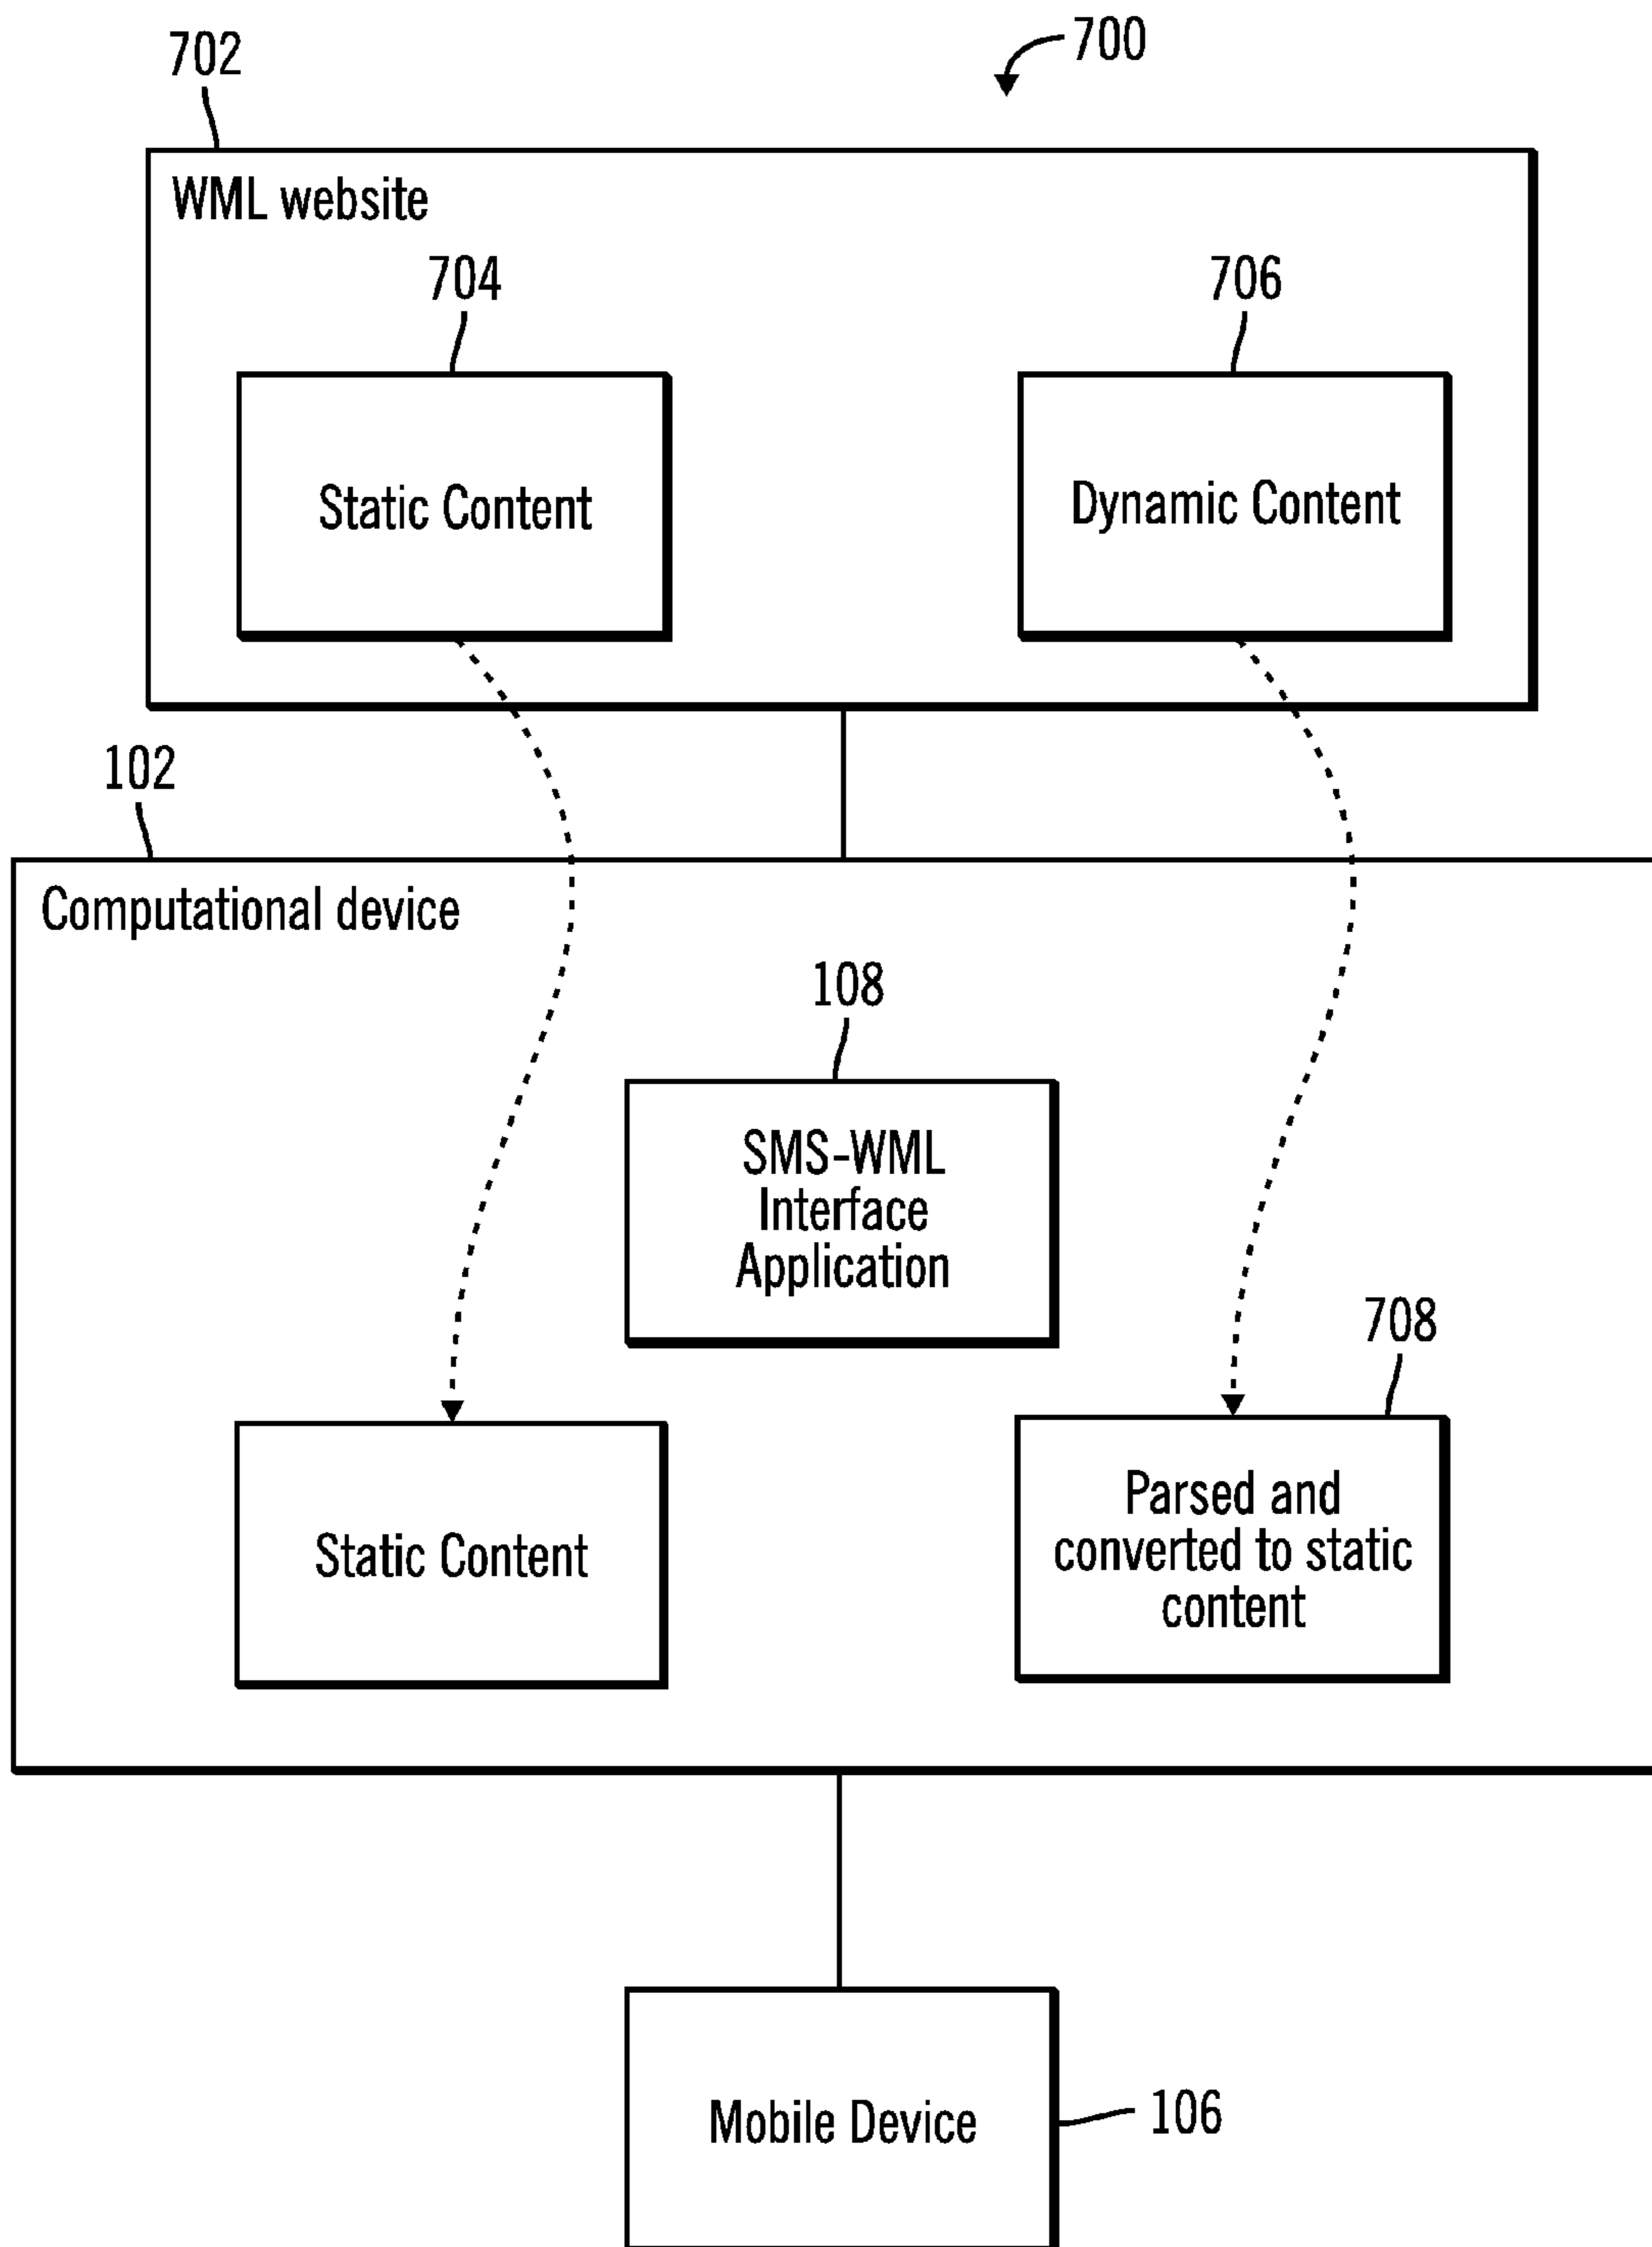 700
702
WML website
704
706
Static Content
Dynamic Content
102
Computational device
108
SMS-WML
Interface
Application
708
Static Content
Parsed and
converted to static
content
Mobile Device
106